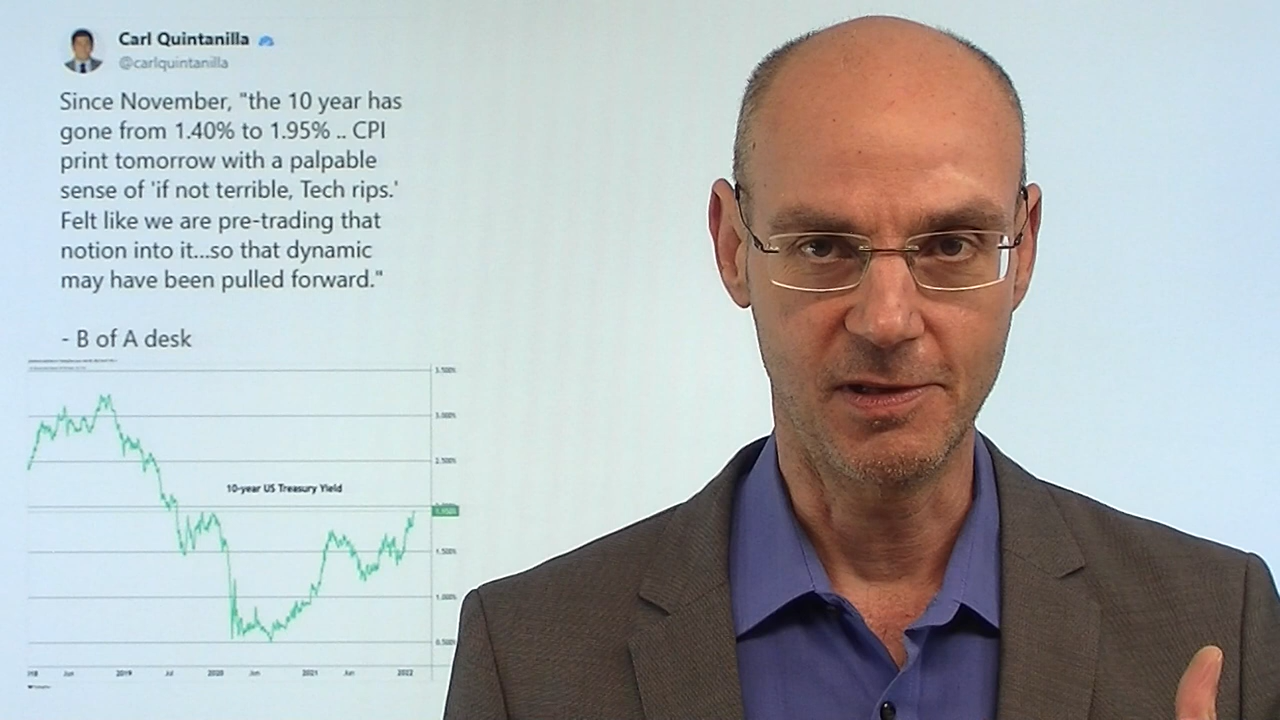 Carl Quintanilla
@carlquintanilla
Since November, "the 10 year has
gone from 1.40% to 1.95% .. CPI
print tomorrow with a palpable
sense of 'if not terrible, Tech rips.'
Felt like we are pre-trading that
notion into it...so that dynamic
may have been pulled forward."
- B of A desk
3.500%
3.000%
2.500%
10-year US Treasury Yield
1.500%
1.000%
0.500%
Jun 2019 Jul 2020 Jun 2021 Jun 2022